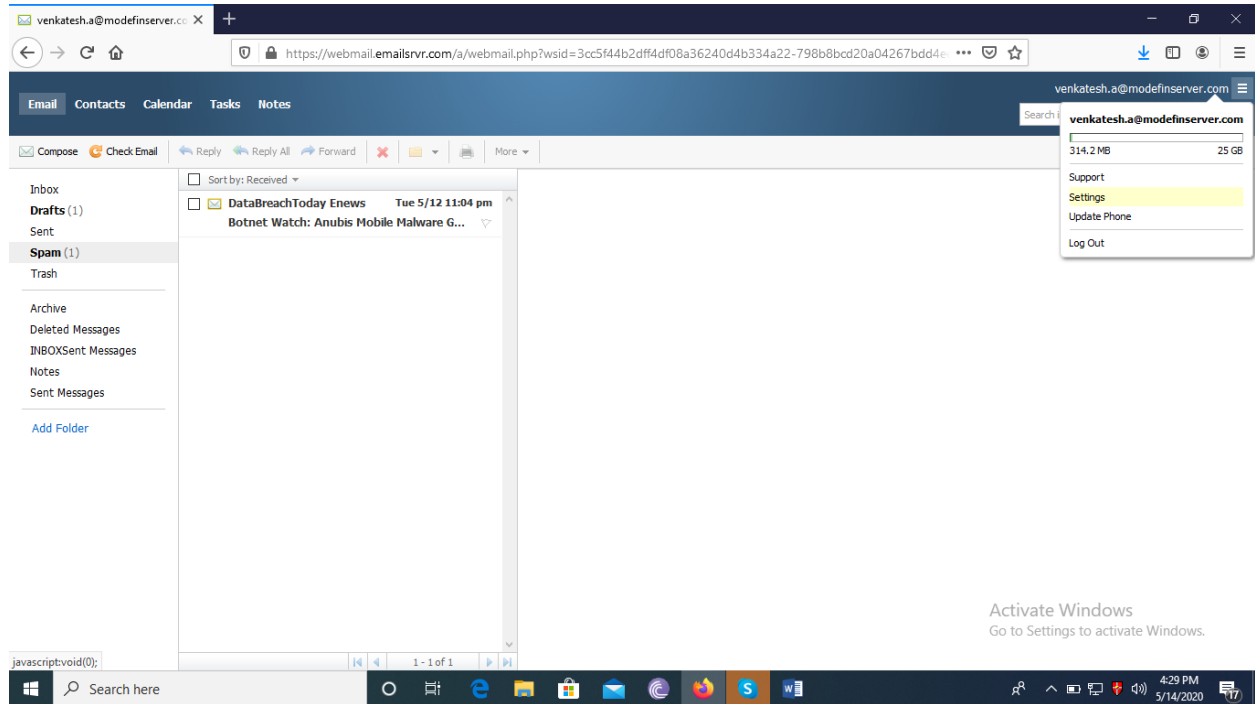 venkatesh.a@modefinserver.co
https://webmail.emailsrvr.com/a/webmail.php?wsid=3cc5f44b2dff4df08a36240d4b334a22-798b8bcd20a04267bdd4e
venkatesh.a@modefinserver.com
Email Contacts Calendar Tasks Notes
Search i
venkatesh.a@modefinserver.com
314.2 MB 25 GB
Support
Settings
Update Phone
Log Out
Compose Check Email Reply Reply All Forward More
Inbox
Drafts (1)
Sent
Spam (1)
Trash
Archive
Deleted Messages
INBOXSent Messages
Notes
Sent Messages
Add Folder
Sort by: Received
DataBreachToday Enews Tue 5/12 11:04 pm
Botnet Watch: Anubis Mobile Malware G...
Activate Windows
Go to Settings to activate Windows.
javascript:void(0);
1 - 1 of 1
Search here
S
W
4:29 PM
5/14/2020
17